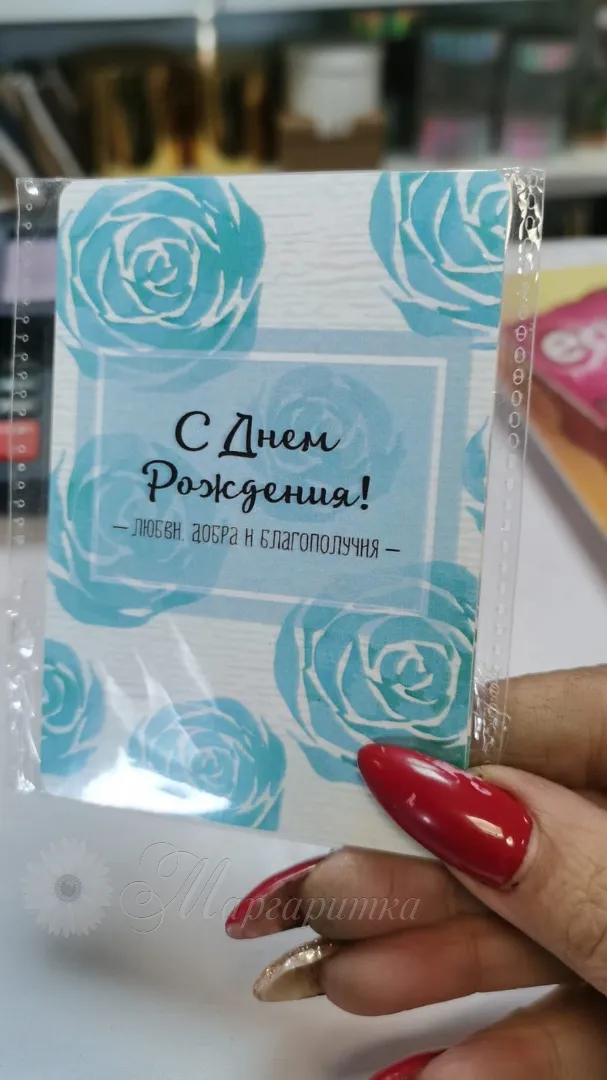 С Днем
Рождения!
– ЛЮБВИ, ДОБРА И БЛАГОПОЛУЧИЯ –
Маргаритка